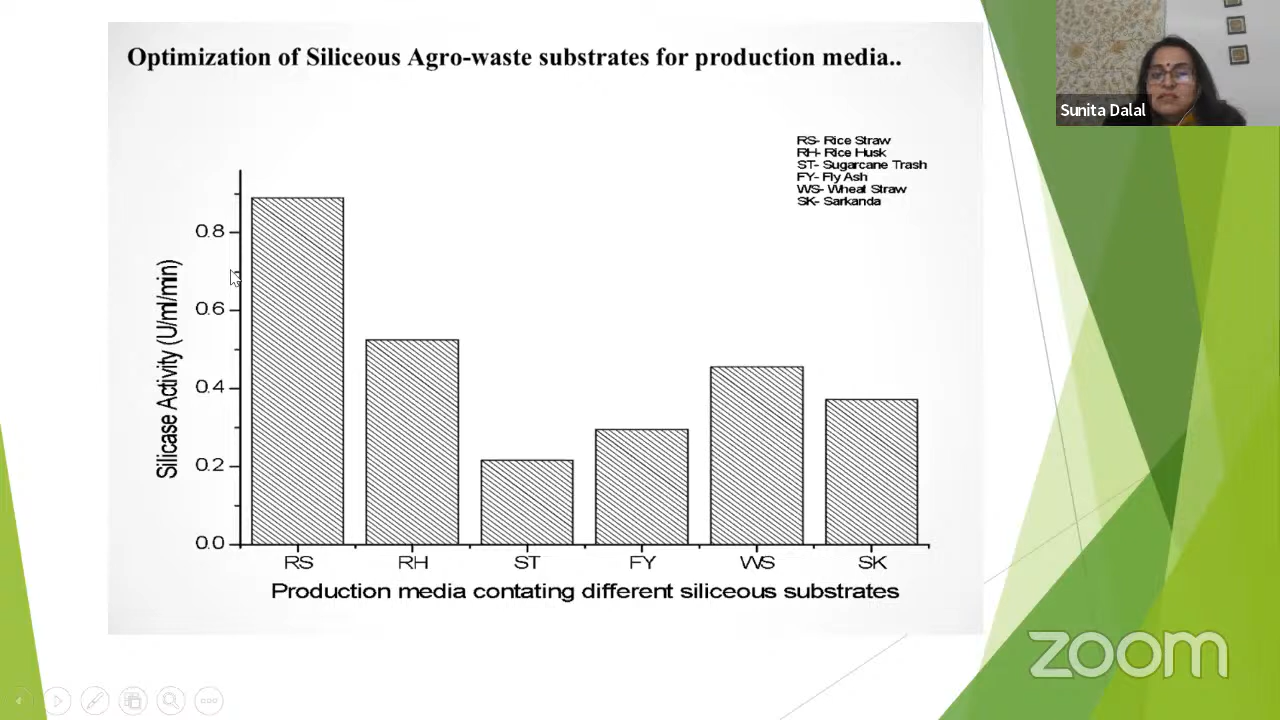 Optimization of Siliceous Agro-waste substrates for production media..
Sunita Dalal
RS- Rice Straw
RH- Rice Husk
ST- Sugarcane Trash
FY- Fly Ash
WS- Wheat Straw
SK- Sarkanda
Silicase Activity (U/ml/min)
0.8
0.6
0.4
0.2
0.0
RS RH ST FY WS SK
Production media contating different siliceous substrates
zoom